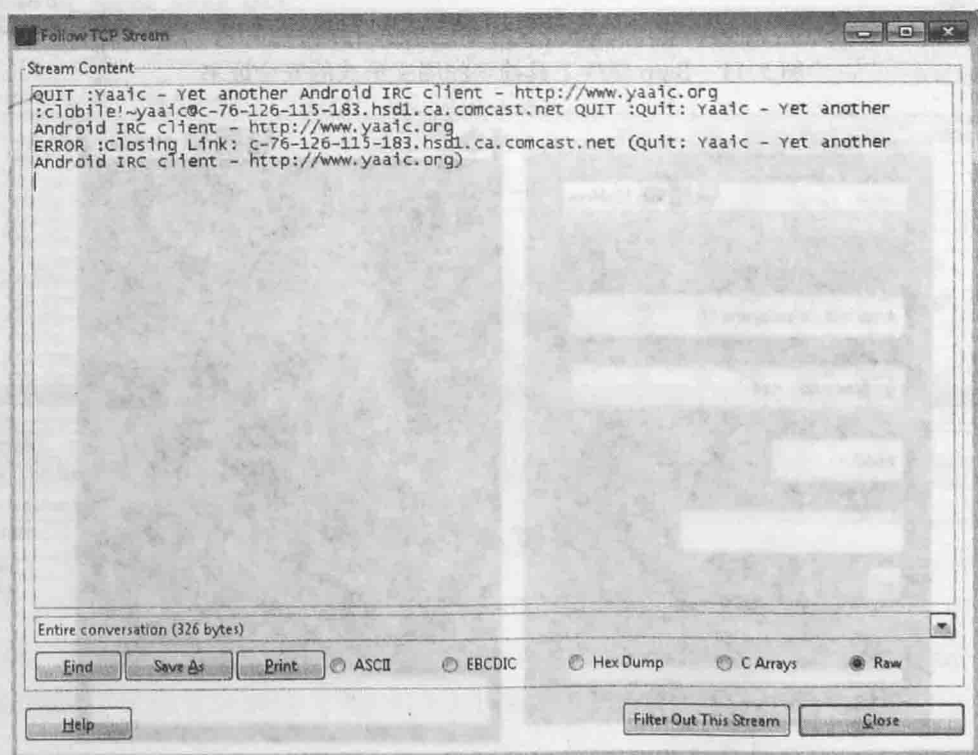 Follow TCP Stream
Stream Content
QUIT :Yaaic - Yet another Android IRC client - http://www.yaaic.org
:clobile!~yaaic@c-76-126-115-183.hsd1.ca.comcast.net QUIT :Quit: Yaaic - Yet another
Android IRC client - http://www.yaaic.org
ERROR :Closing Link: c-76-126-115-183.hsd1.ca.comcast.net (Quit: Yaaic - Yet another
Android IRC client - http://www.yaaic.org)
Entire conversation (326 bytes)
Find Save As Print ASCII EBCDIC Hex Dump C Arrays Raw
Help Filter Out This Stream Close